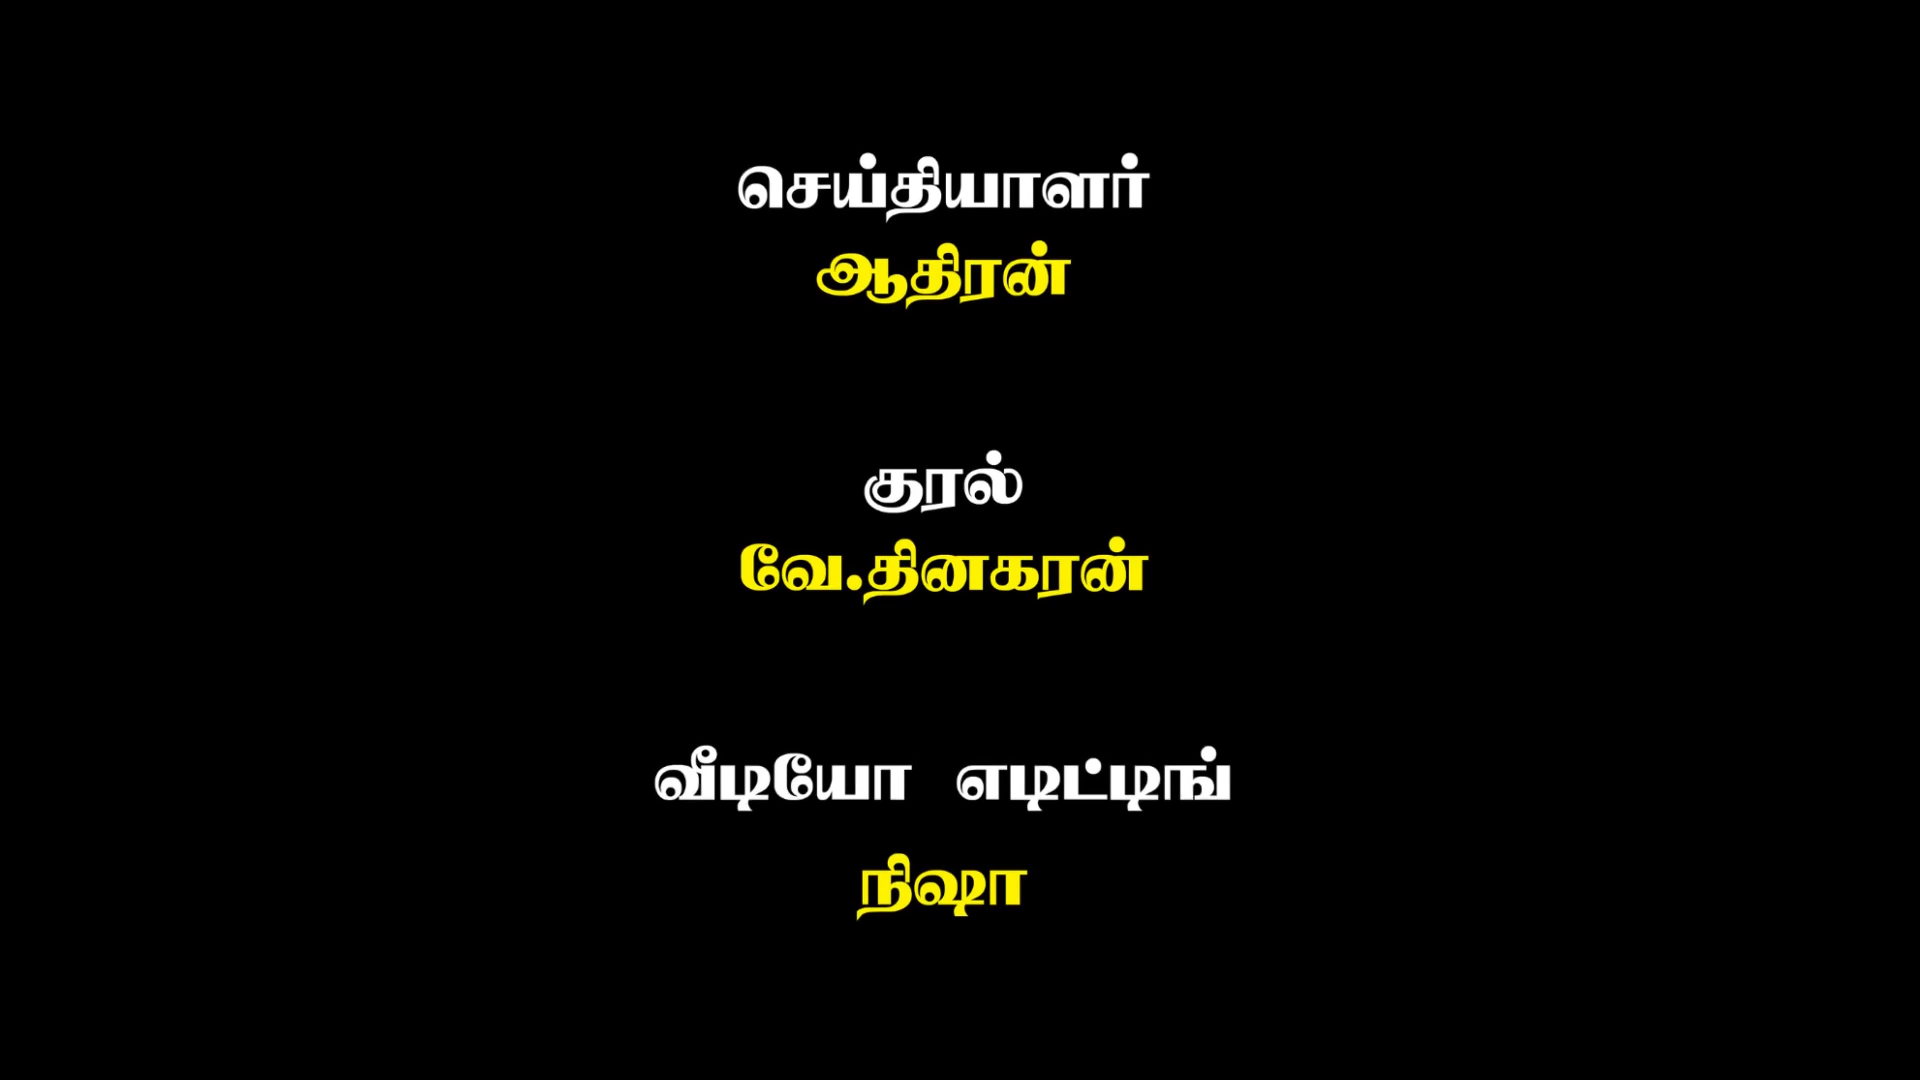 செய்தியாளர்
ஆதிரன்
குரல்
வே.தினகரன்
வீடியோ எடிட்டிங்
நிஷா